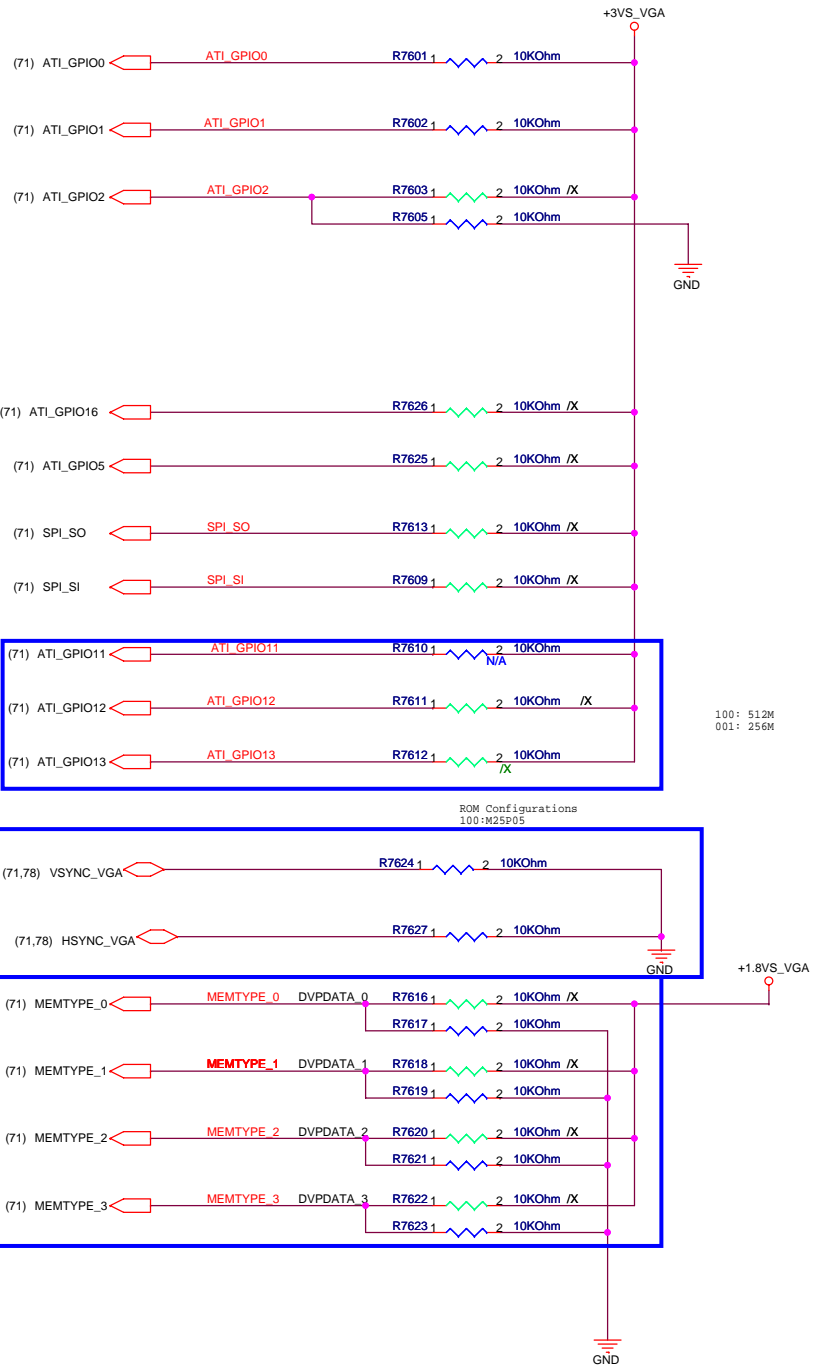 +3VS_VGA
(71) ATI_GPIO0 ATI_GPIO0 R7601 1 2 10KOhm
(71) ATI_GPIO1 ATI_GPIO1 R7602 1 2 10KOhm
(71) ATI_GPIO2 ATI_GPIO2 R7603 1 2 10KOhm /X
R7605 1 2 10KOhm
GND
(71) ATI_GPIO16 R7626 1 2 10KOhm /X
(71) ATI_GPIO5 R7625 1 2 10KOhm /X
(71) SPI_SO SPI_SO R7613 1 2 10KOhm /X
(71) SPI_SI SPI_SI R7609 1 2 10KOhm /X
(71) ATI_GPIO11 ATI_GPIO11 R7610 1 2 10KOhm
N/A
(71) ATI_GPIO12 ATI_GPIO12 R7611 1 2 10KOhm /X
100: 512M
001: 256M
(71) ATI_GPIO13 ATI_GPIO13 R7612 1 2 10KOhm
/X
ROM Configurations
100:M25P05
(71,78) VSYNC_VGA R7624 1 2 10KOhm
(71,78) HSYNC_VGA R7627 1 2 10KOhm
GND
+1.8VS_VGA
(71) MEMTYPE_0 MEMTYPE_0 DVPDATA_0 R7616 1 2 10KOhm /X
R7617 1 2 10KOhm
(71) MEMTYPE_1 MEMTYPE_1 DVPDATA_1 R7618 1 2 10KOhm /X
R7619 1 2 10KOhm
(71) MEMTYPE_2 MEMTYPE_2 DVPDATA_2 R7620 1 2 10KOhm /X
R7621 1 2 10KOhm
(71) MEMTYPE_3 MEMTYPE_3 DVPDATA_3 R7622 1 2 10KOhm /X
R7623 1 2 10KOhm
GND